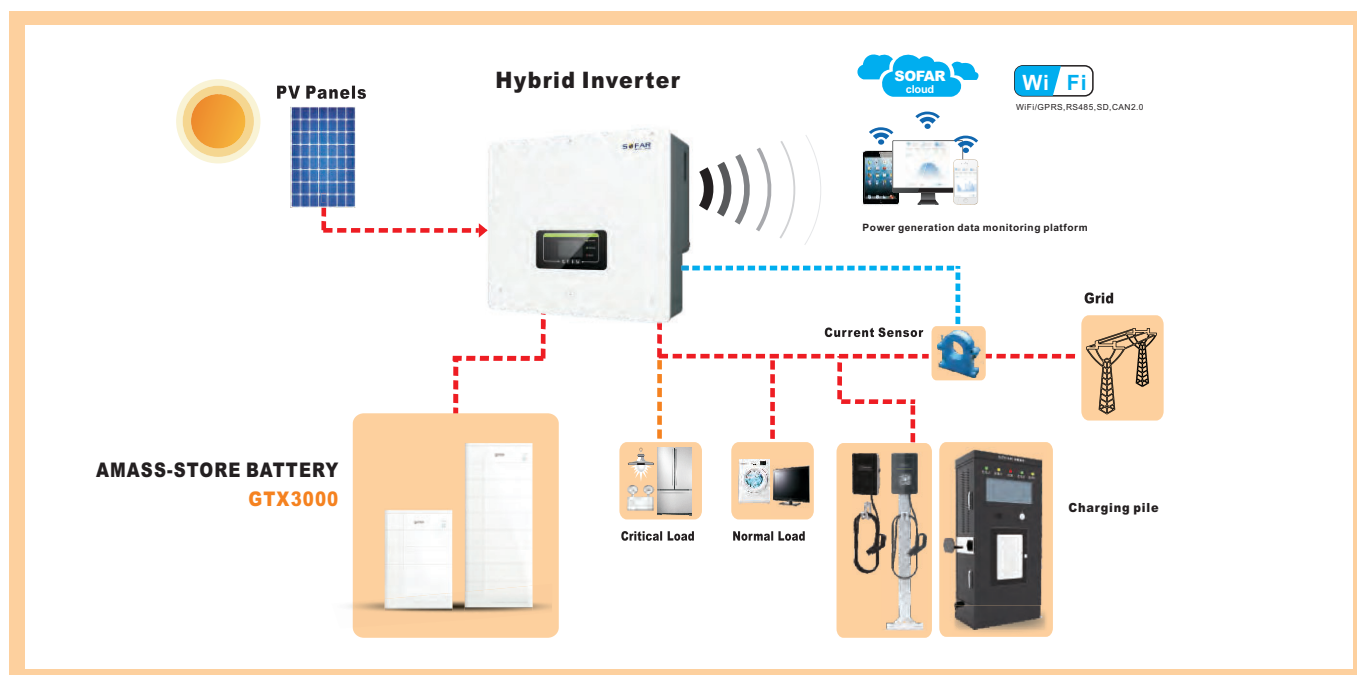 PV Panels
Hybrid Inverter
SOFAR
cloud
Wi Fi
WiFi/GPRS,RS485,SD,CAN2.0
SOFAR
Power generation data monitoring platform
Grid
Current Sensor
AMASS-STORE BATTERY
GTX3000
Critical Load
Normal Load
Charging pile